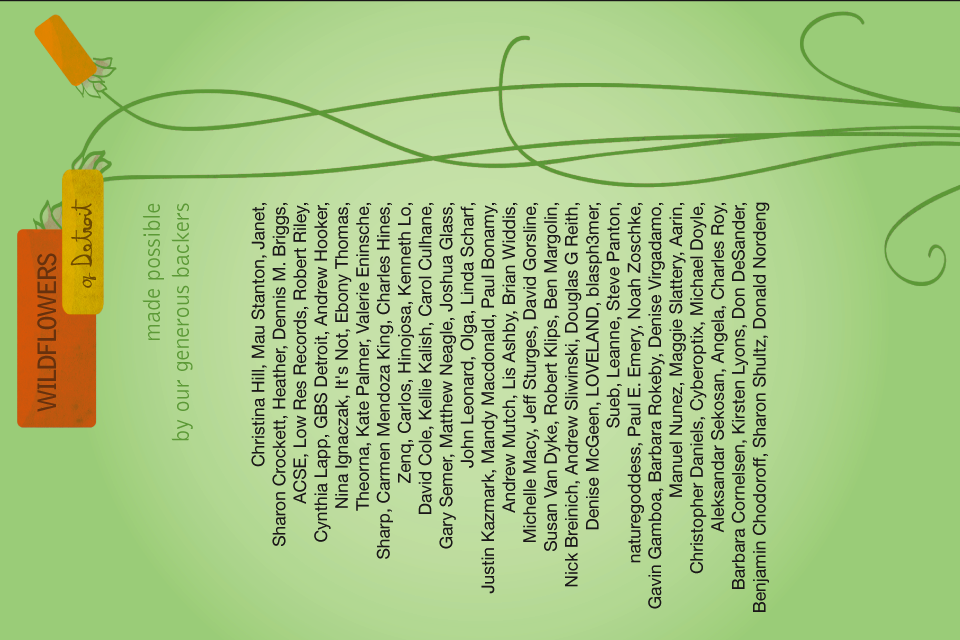 WILDFLOWERS
of Detroit
made possible
by our generous backers
Christina Hill, Mau Stanton, Janet,
Sharon Crockett, Heather, Dennis M. Briggs,
ACSE, Low Res Records, Robert Riley,
Cynthia Lapp, GBS Detroit, Andrew Hooker,
Nina Ignaczak, It's Not, Ebony Thomas,
Theorna, Kate Palmer, Valerie Eninsche,
Sharp, Carmen Mendoza King, Charles Hines,
Zenq, Carlos, Hinojosa, Kenneth Lo,
David Cole, Kellie Kalish, Carol Culhane,
Gary Semer, Matthew Neagle, Joshua Glass,
John Leonard, Olga, Linda Scharf,
Justin Kazmark, Mandy Macdonald, Paul Bonamy,
Andrew Mutch, Lis Ashby, Brian Widdis,
Michelle Macy, Jeff Sturges, David Gorsline,
Susan Van Dyke, Robert Klips, Ben Margolin,
Nick Breinich, Andrew Sliwinski, Douglas G Reith,
Denise McGeen, LOVELAND, blasph3mer,
Sueb, Leanne, Steve Panton,
naturegoddess, Paul E. Emery, Noah Zoschke,
Gavin Gamboa, Barbara Rokeby, Denise Virgadamo,
Manuel Nunez, Maggie Slattery, Aarin,
Christopher Daniels, Cyberoptix, Michael Doyle,
Aleksandar Sekosan, Angela, Charles Roy,
Barbara Cornelsen, Kirsten Lyons, Don DeSander,
Benjamin Chodoroff, Sharon Shultz, Donald Nordeng